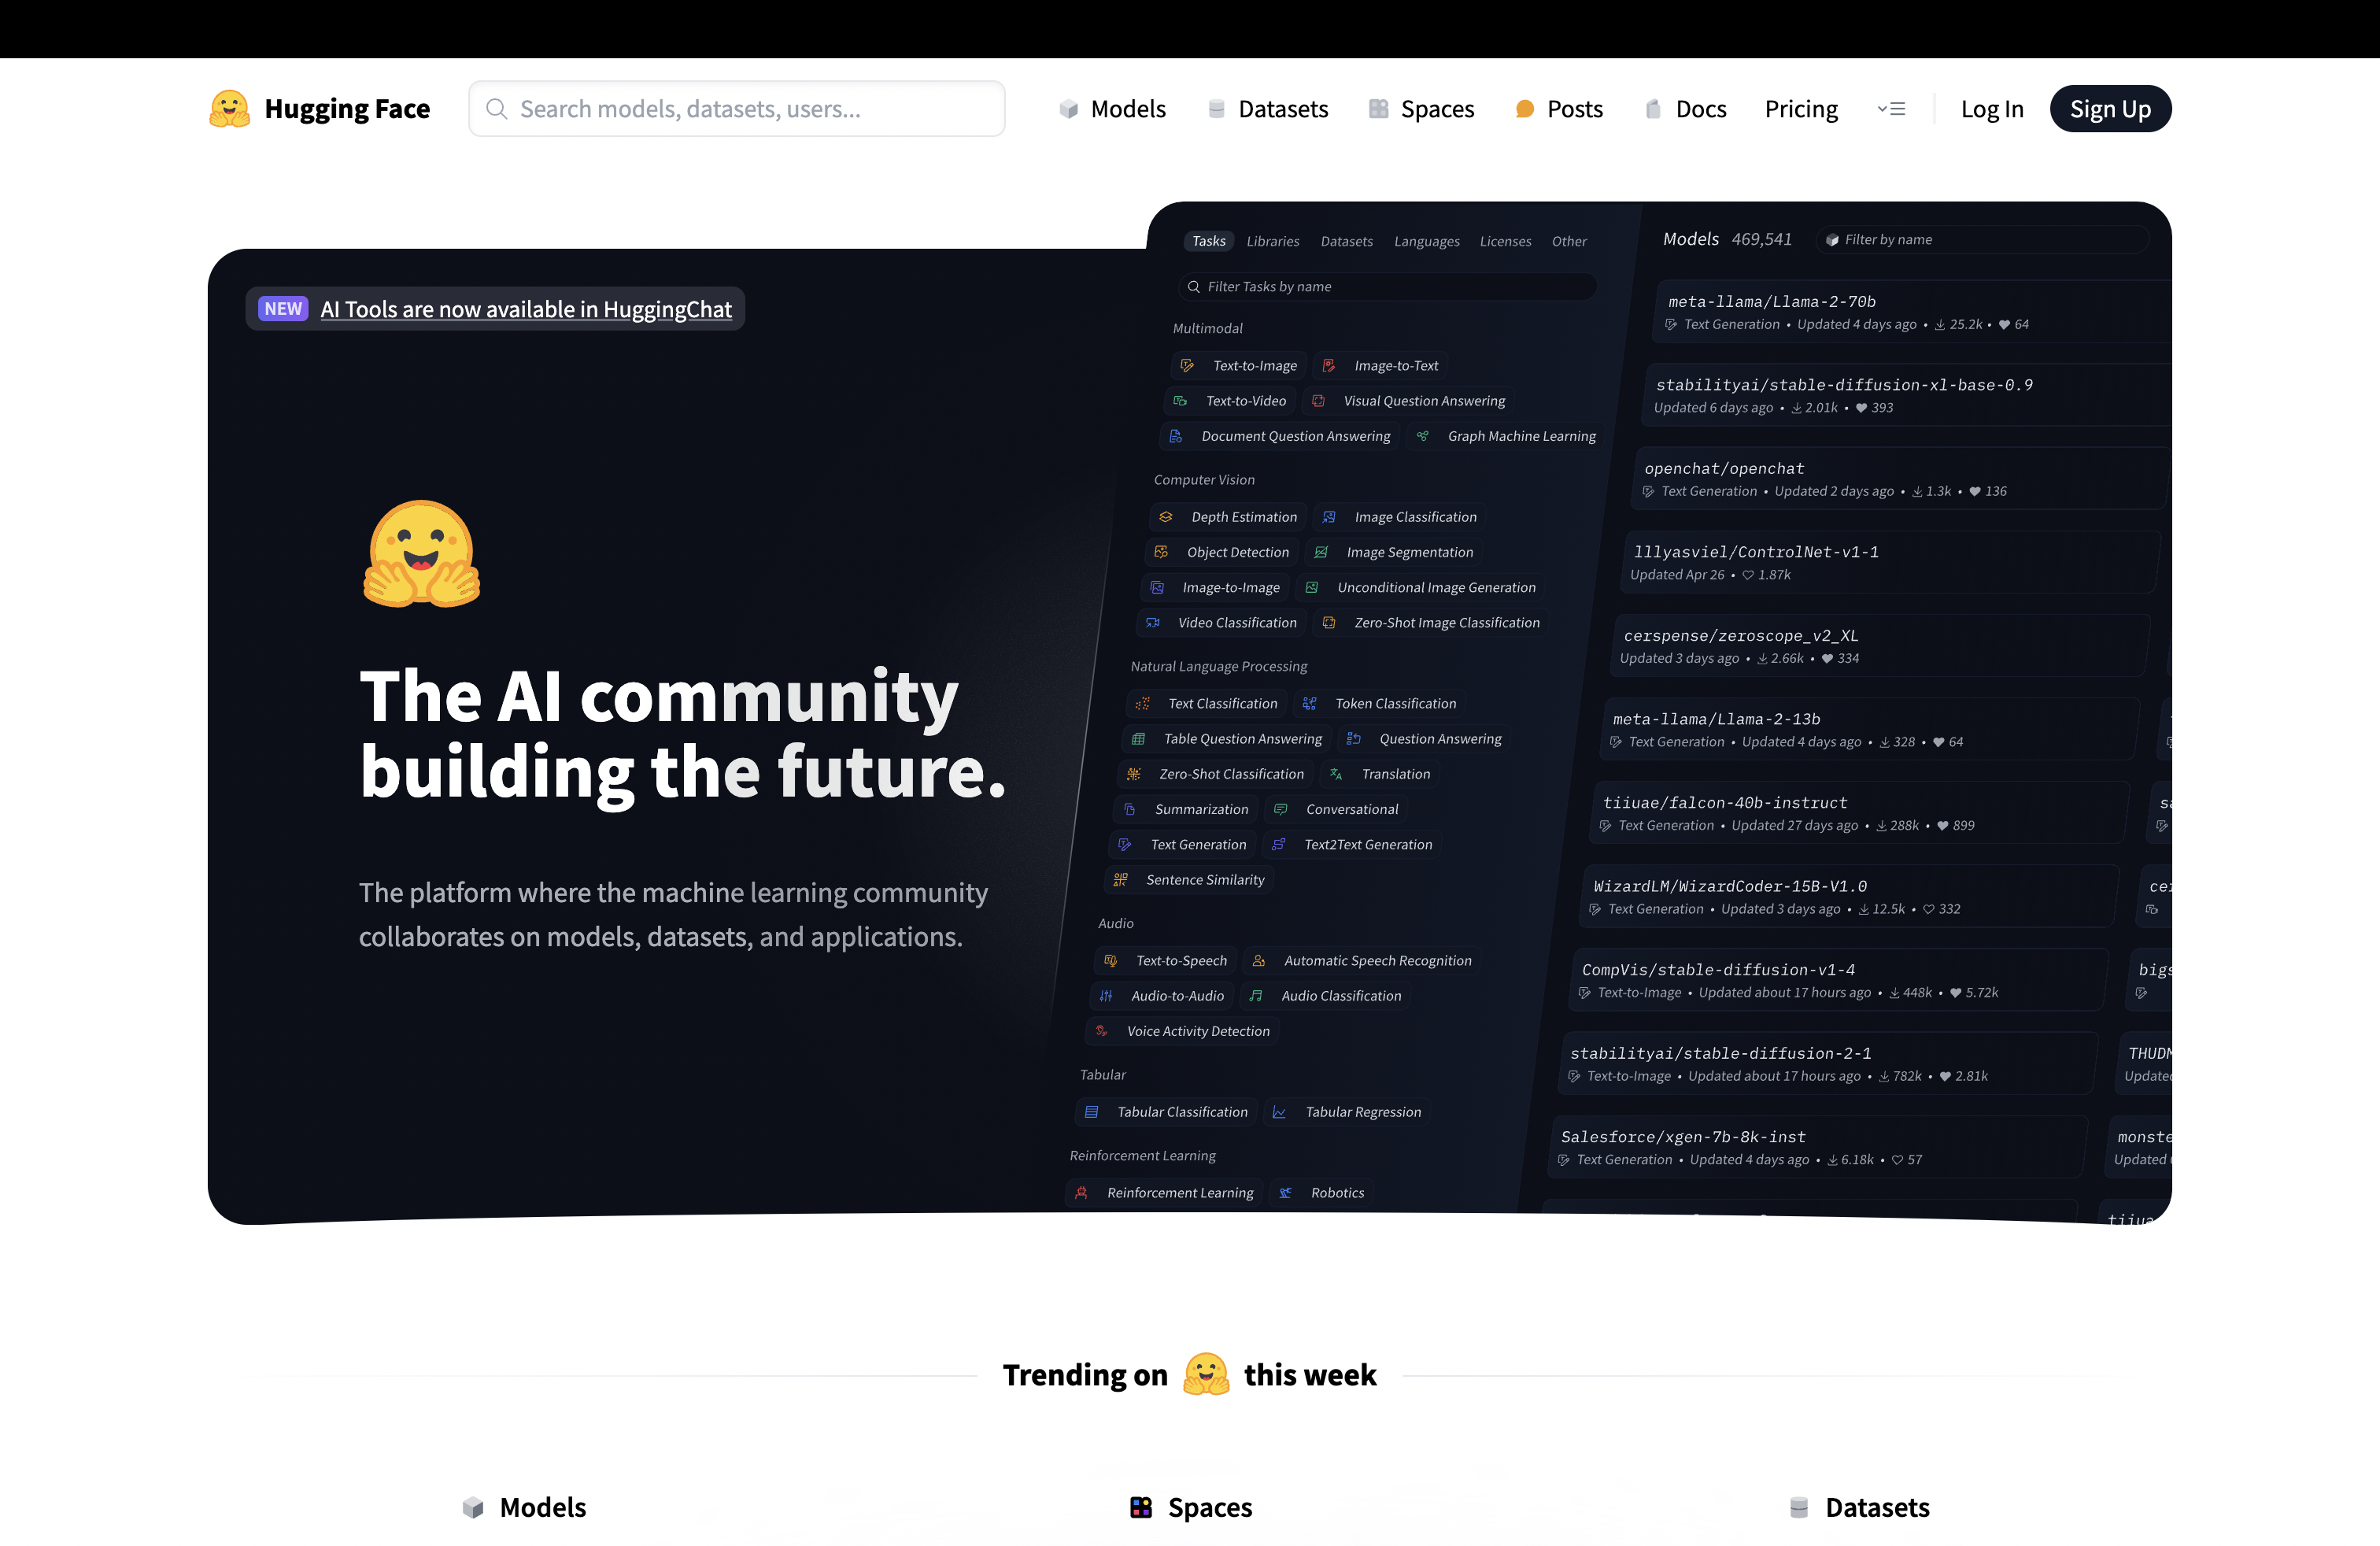 Hugging Face
Search models, datasets, users...
Models
Datasets
Spaces
Posts
Docs
Pricing
Log In
Sign Up
NEW AI Tools are now available in HuggingChat
The AI community
building the future.
The platform where the machine learning community
collaborates on models, datasets, and applications.
Tasks Libraries Datasets Languages Licenses Other
Filter Tasks by name
Multimodal
Text-to-Image Image-to-Text
Text-to-Video Visual Question Answering
Document Question Answering Graph Machine Learning
Computer Vision
Depth Estimation Image Classification
Object Detection Image Segmentation
Image-to-Image Unconditional Image Generation
Video Classification Zero-Shot Image Classification
Natural Language Processing
Text Classification Token Classification
Table Question Answering Question Answering
Zero-Shot Classification Translation
Summarization Conversational
Text Generation Text2Text Generation
Sentence Similarity
Audio
Text-to-Speech Automatic Speech Recognition
Audio-to-Audio Audio Classification
Voice Activity Detection
Tabular
Tabular Classification Tabular Regression
Reinforcement Learning
Reinforcement Learning Robotics
Models 469,541 Filter by name
meta-llama/Llama-2-70b
Text Generation • Updated 4 days ago • 25.2k • 64
stabilityai/stable-diffusion-xl-base-0.9
Updated 6 days ago • 2.01k • 393
openchat/openchat
Text Generation • Updated 2 days ago • 1.3k • 136
lllyasviel/ControlNet-v1-1
Updated Apr 26 • 1.87k
cerspense/zeroscope_v2_XL
Updated 3 days ago • 2.66k • 334
meta-llama/Llama-2-13b
Text Generation • Updated 4 days ago • 328 • 64
tiiuae/falcon-40b-instruct
Text Generation • Updated 27 days ago • 288k • 899
WizardLM/WizardCoder-15B-V1.0
Text Generation • Updated 3 days ago • 12.5k • 332
CompVis/stable-diffusion-v1-4
Text-to-Image • Updated about 17 hours ago • 448k • 5.72k
stabilityai/stable-diffusion-2-1
Text-to-Image • Updated about 17 hours ago • 782k • 2.81k
Salesforce/xgen-7b-8k-inst
Text Generation • Updated 4 days ago • 6.18k • 57
Trending on this week
Models
Spaces
Datasets